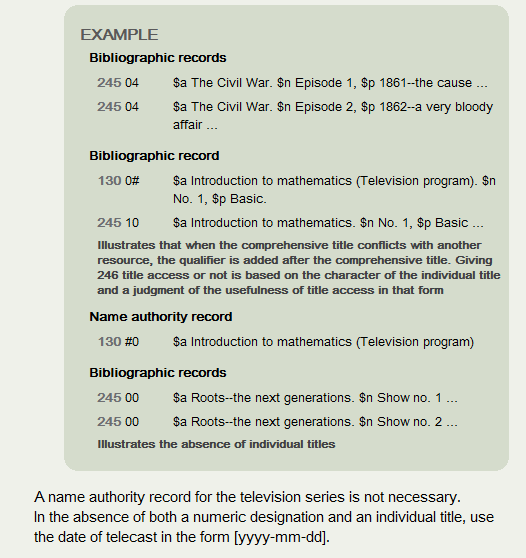 EXAMPLE
Bibliographic records
245 04 $a The Civil War. $n Episode 1, $p 1861--the cause ...
245 04 $a The Civil War. $n Episode 2, $p 1862--a very bloody
affair ...
Bibliographic record
130 0# $a Introduction to mathematics (Television program). $n
No. 1, $p Basic.
245 10 $a Introduction to mathematics. $n No. 1, $p Basic ...
Illustrates that when the comprehensive title conflicts with another
resource, the qualifier is added after the comprehensive title. Giving
246 title access or not is based on the character of the individual title
and a judgment of the usefulness of title access in that form
Name authority record
130 #0 $a Introduction to mathematics (Television program)
Bibliographic records
245 00 $a Roots--the next generations. $n Show no. 1 ...
245 00 $a Roots--the next generations. $n Show no. 2 ...
Illustrates the absence of individual titles
A name authority record for the television series is not necessary.
In the absence of both a numeric designation and an individual title, use
the date of telecast in the form [yyyy-mm-dd].